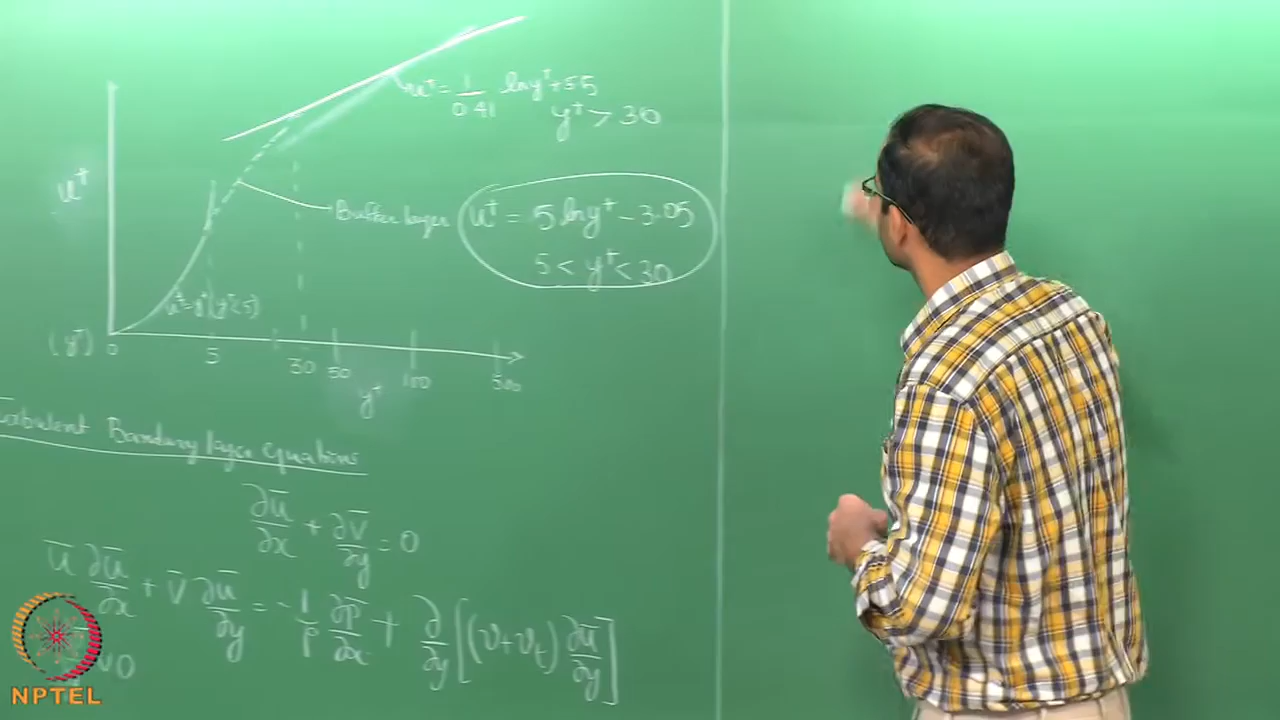 u⁺ = 1/0.41 ln y⁺ + 5.5
y⁺ > 30
u⁺
Buffer layer
u⁺ = 5 ln y⁺ - 3.05
5 < y⁺ < 30
u⁺ = y⁺ (y⁺<5)
(y⁺) 0 5 30 50 100 500
y⁺
Turbulent Boundary layer equations
∂u̅/∂x + ∂v̅/∂y = 0
u̅ ∂u̅/∂x + v̅ ∂u̅/∂y = -1/ρ ∂p̅/∂x + ∂/∂y [(ν+νₜ) ∂u̅/∂y]
NPTEL